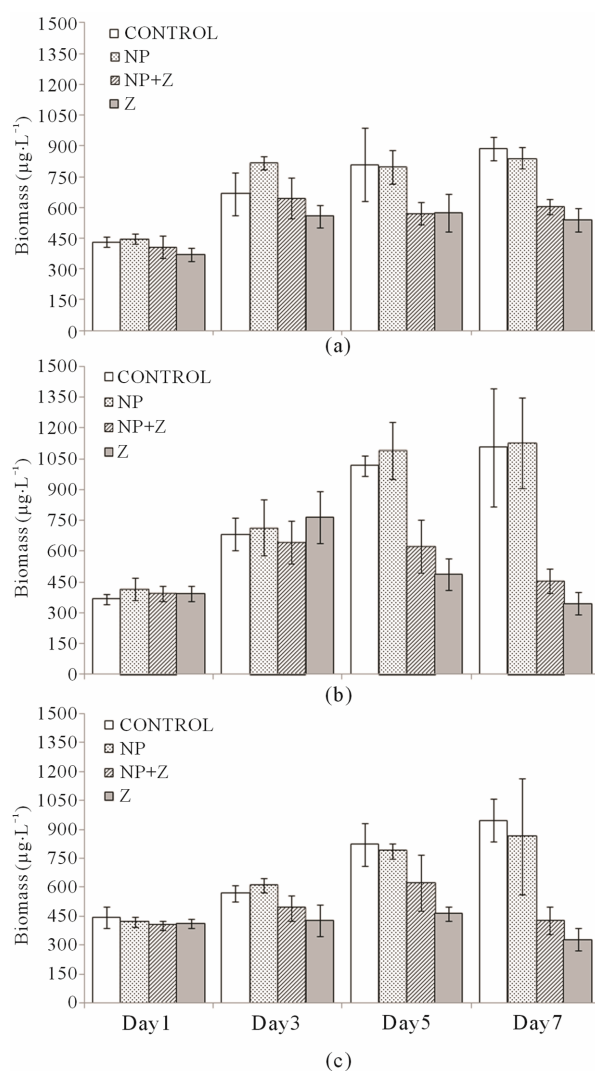 1500
1350
1200
1050
900
750
600
450
300
150
0
Biomass (µg·L⁻¹)
CONTROL
NP
NP+Z
Z
(a)
1500
1350
1200
1050
900
750
600
450
300
150
0
Biomass (µg·L⁻¹)
CONTROL
NP
NP+Z
Z
(b)
1500
1350
1200
1050
900
750
600
450
300
150
0
Biomass (µg·L⁻¹)
CONTROL
NP
NP+Z
Z
Day1 Day3 Day5 Day7
(c)